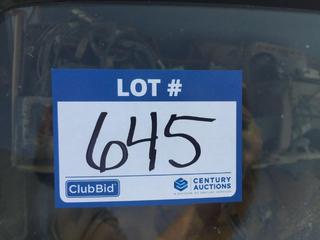 LOT #
645
ClubBid
CENTURY
AUCTIONS